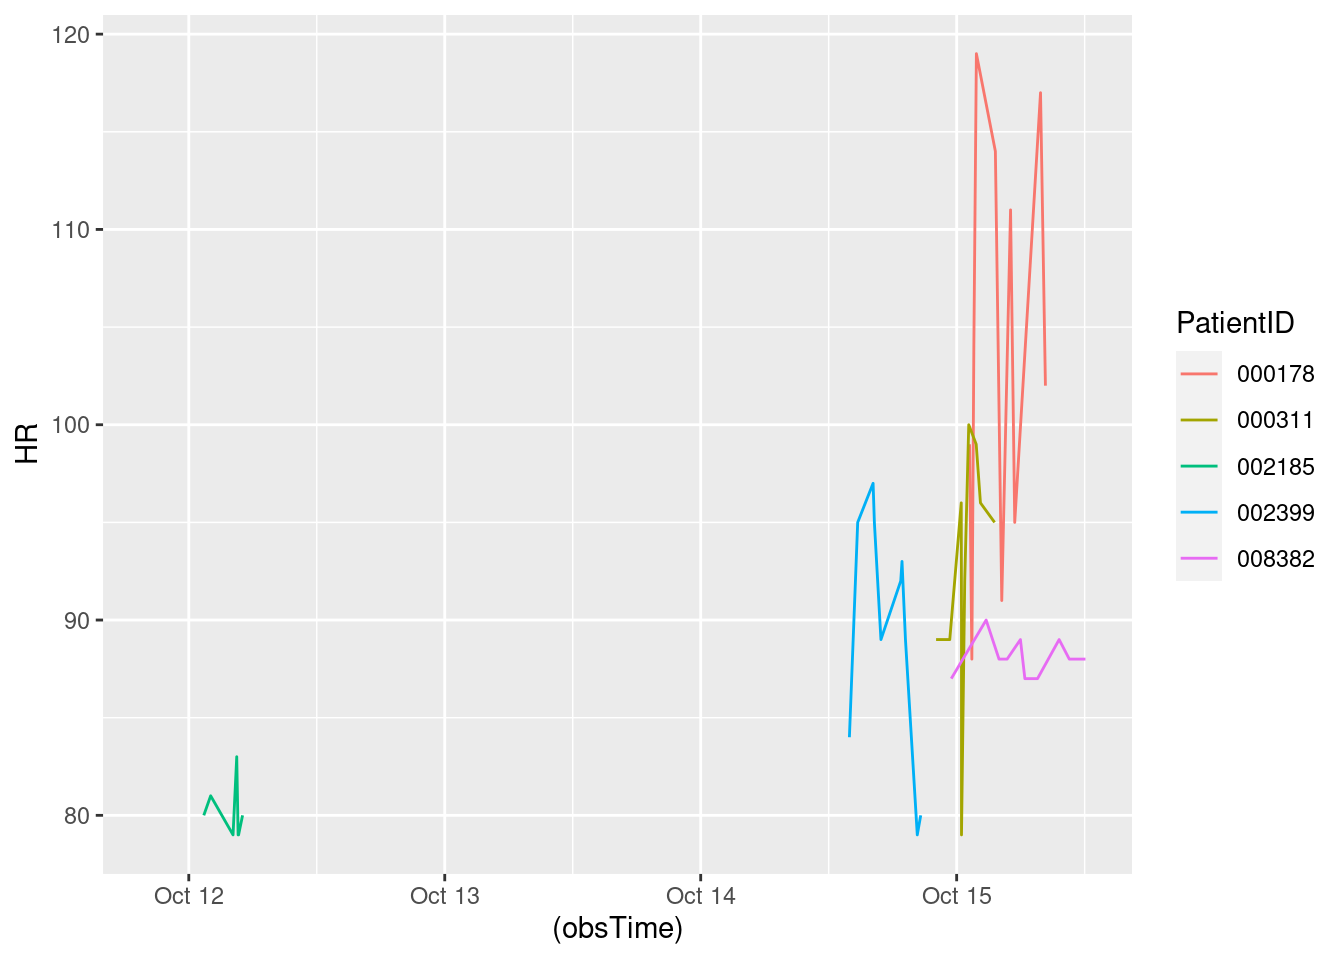 120
110
100
90
80
HR
Oct 12
Oct 13
Oct 14
Oct 15
(obsTime)
PatientID
000178
000311
002185
002399
008382